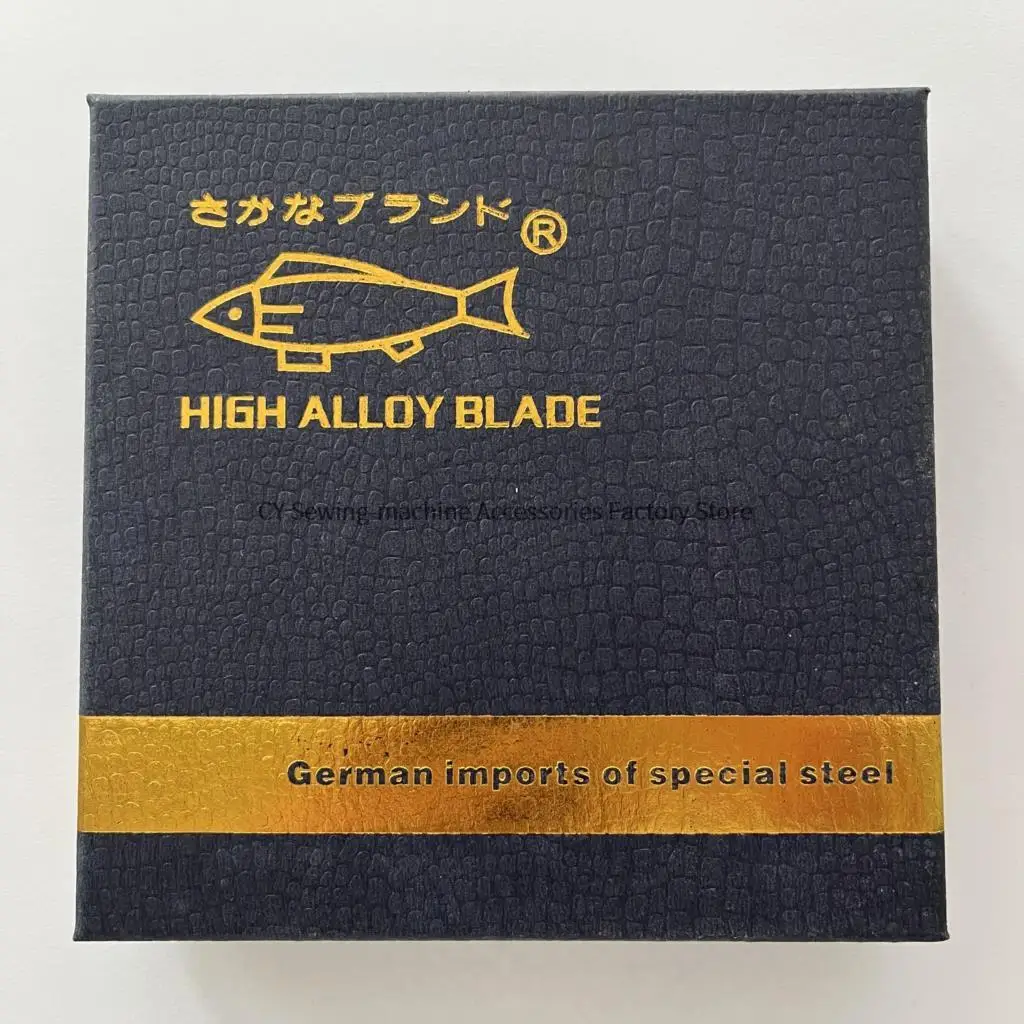 さかなブランド ®
HIGH ALLOY BLADE
CY Sewing-machine Accessories Factory Store
German imports of special steel